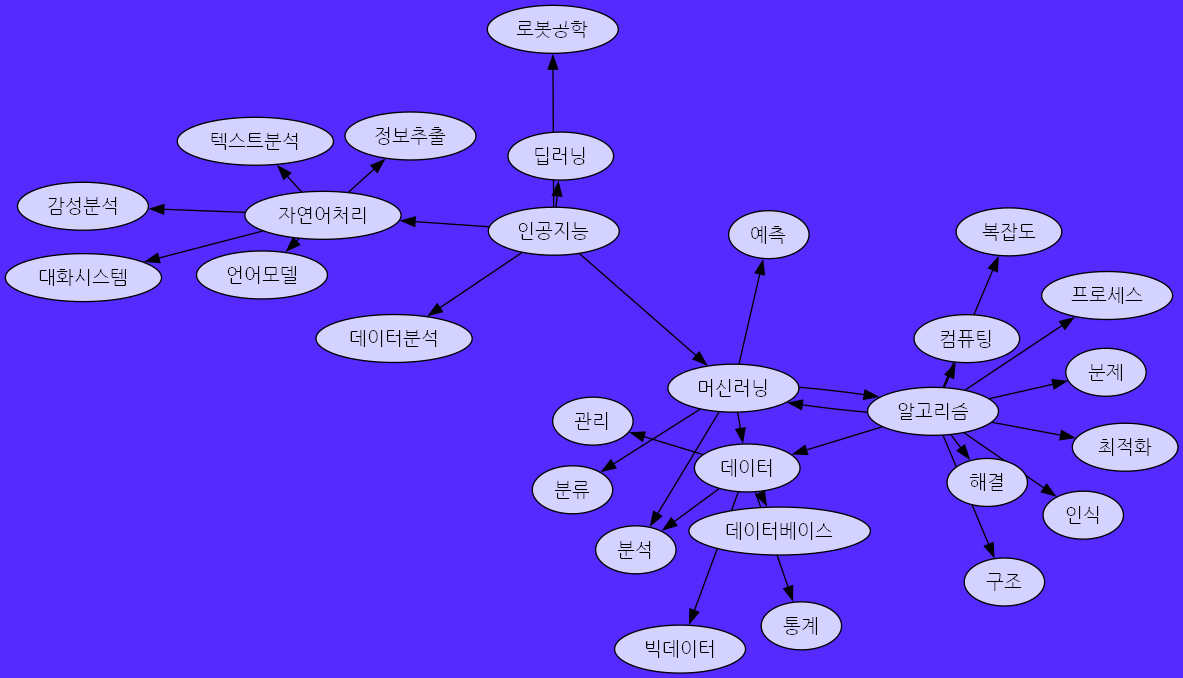 로봇공학
텍스트분석
정보추출
딥러닝
감성분석
자연어처리
인공지능
예측
복잡도
대화시스템
언어모델
프로세스
데이터분석
컴퓨팅
문제
머신러닝
알고리즘
관리
최적화
데이터
분류
해결
인식
데이터베이스
분석
구조
통계
빅데이터